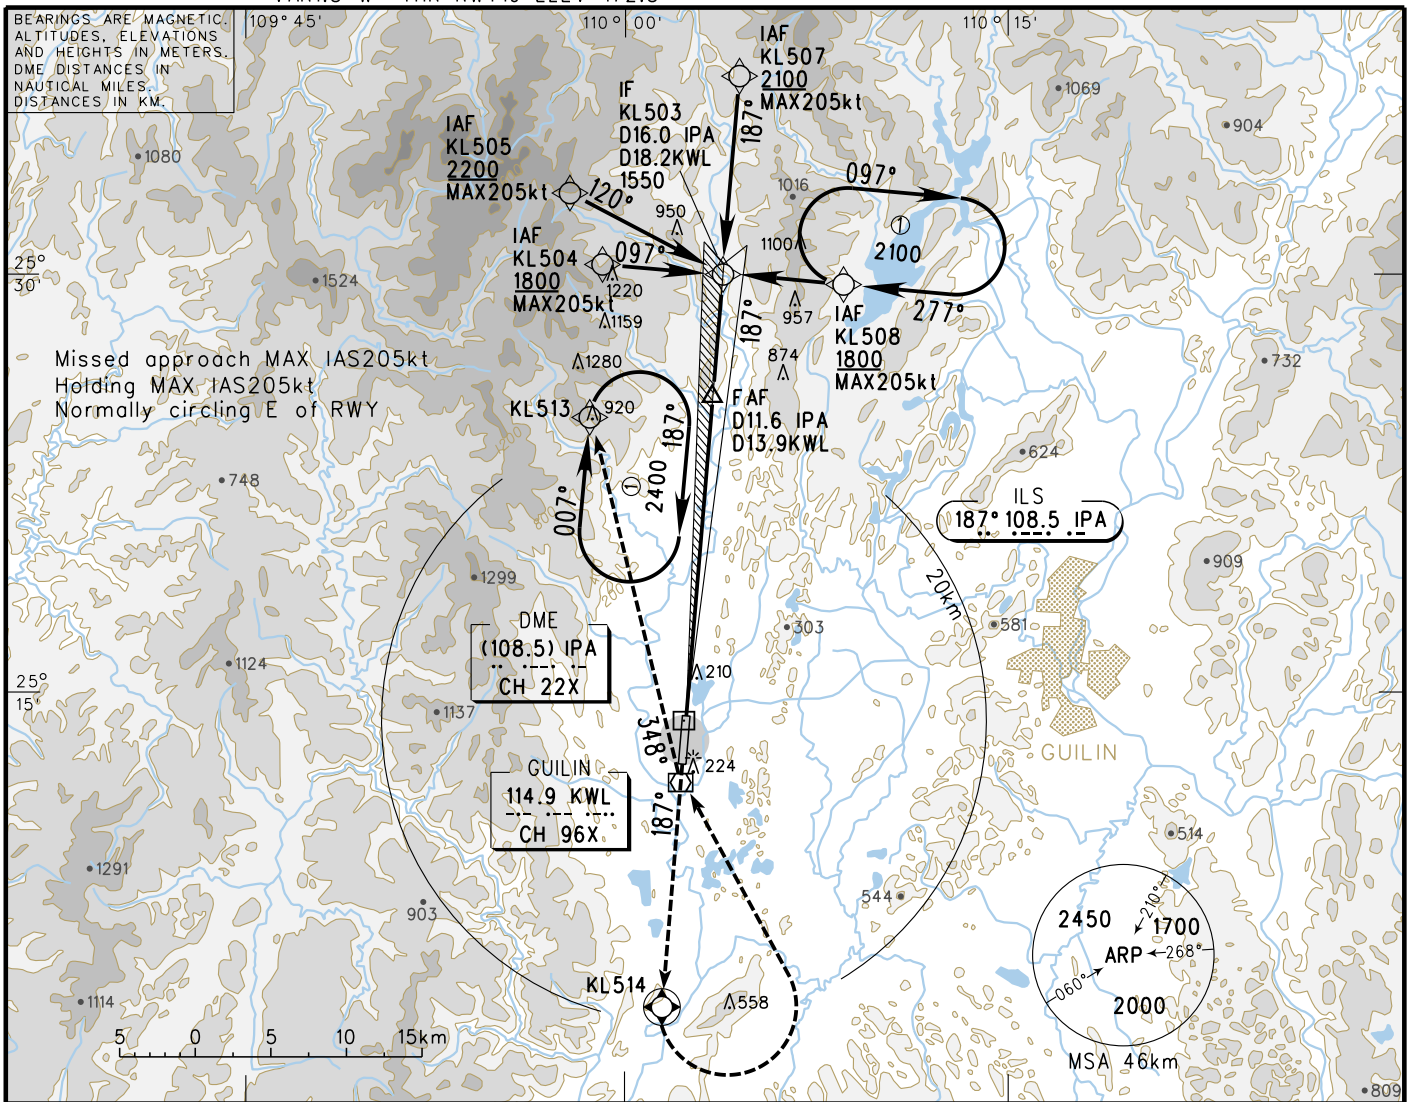 109° 45'
110° 00'
110° 15'
BEARINGS ARE MAGNETIC.
ALTITUDES, ELEVATIONS
AND HEIGHTS IN METERS.
DME DISTANCES IN
NAUTICAL MILES.
DISTANCES IN KM.
IAF
KL507
2100
MAX205kt
187°
IF
KL503
D16.0 IPA
D18.2KWL
1550
IAF
KL505
2200
MAX205kt
120°
1069
904
1080
1016
097°
950
1100
1
2100
IAF
KL504
1800
MAX205kt
097°
25°
30'
1524
1220
1159
957
277°
187°
IAF
KL508
1800
MAX205kt
Missed approach MAX IAS205kt
Holding MAX IAS205kt
Normally circling E of RWY
1280
874
732
KL513
920
187°
FAF
D11.6 IPA
D13.9KWL
624
748
1
2400
007°
ILS
187° 108.5 IPA
909
1299
20km
581
303
DME
(108.5) IPA
CH 22X
1124
210
25°
15'
1137
348°
224
GUILIN
GUILIN
114.9 KWL
CH 96X
187°
514
1291
544
903
2450
210°
1700
ARP
268°
060°
2000
MSA 46km
KL514
558
1114
5 0 5 10 15km
809